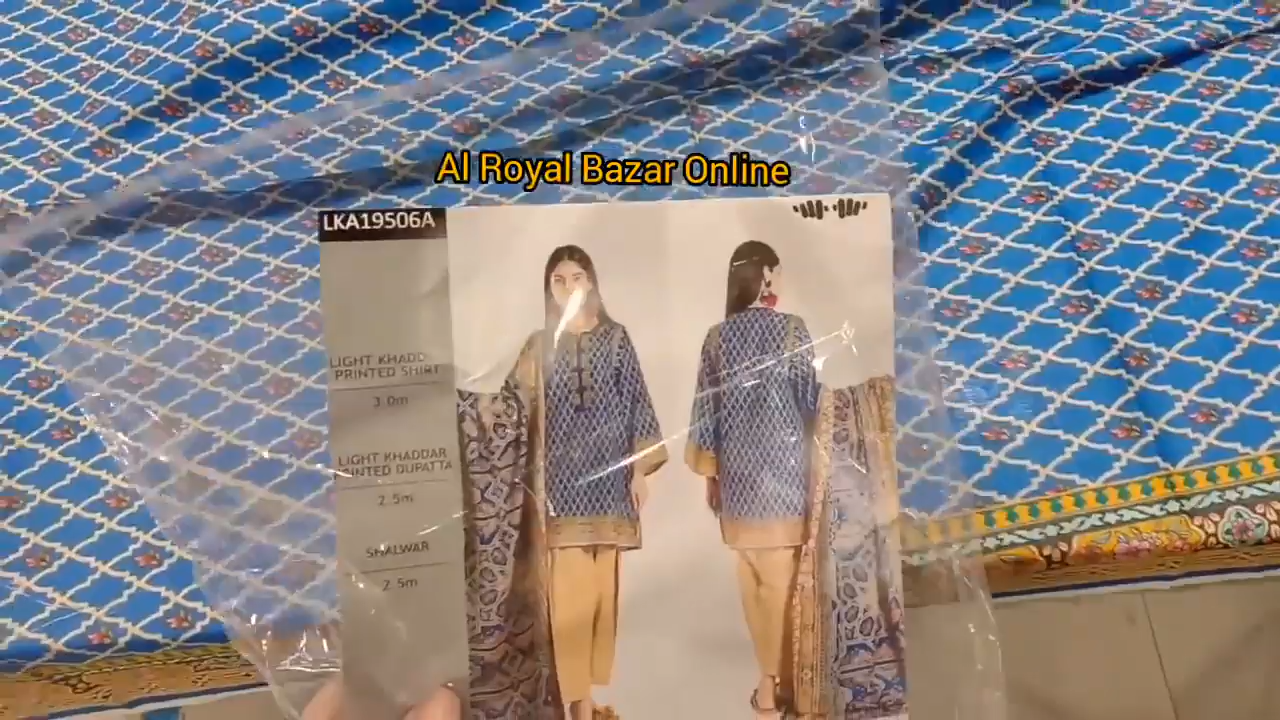 Al Royal Bazar Online
LKA19506A
LIGHT KHADD
PRINTED SHIRT
3.0m
LIGHT KHADDAR
PRINTED DUPATTA
2.5m
SHALWAR
2.5m